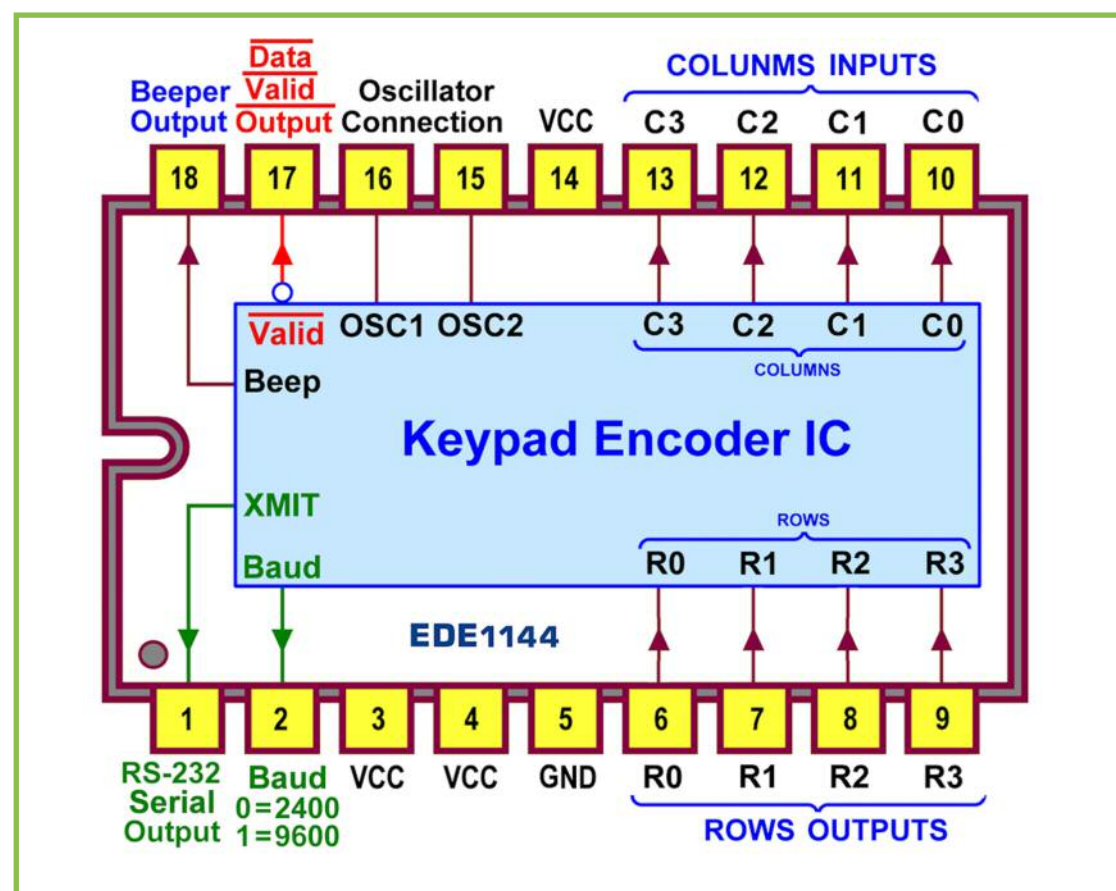 Data
Valid
Output
Beeper
Output
Oscillator
Connection
VCC
COLUNMS INPUTS
C3 C2 C1 C0
18 17 16 15 14 13 12 11 10
Valid OSC1 OSC2 C3 C2 C1 C0
COLUMNS
Beep
Keypad Encoder IC
XMIT
ROWS
Baud R0 R1 R2 R3
EDE1144
1 2 3 4 5 6 7 8 9
RS-232
Serial
Output
Baud
0=2400
1=9600
VCC VCC GND R0 R1 R2 R3
ROWS OUTPUTS